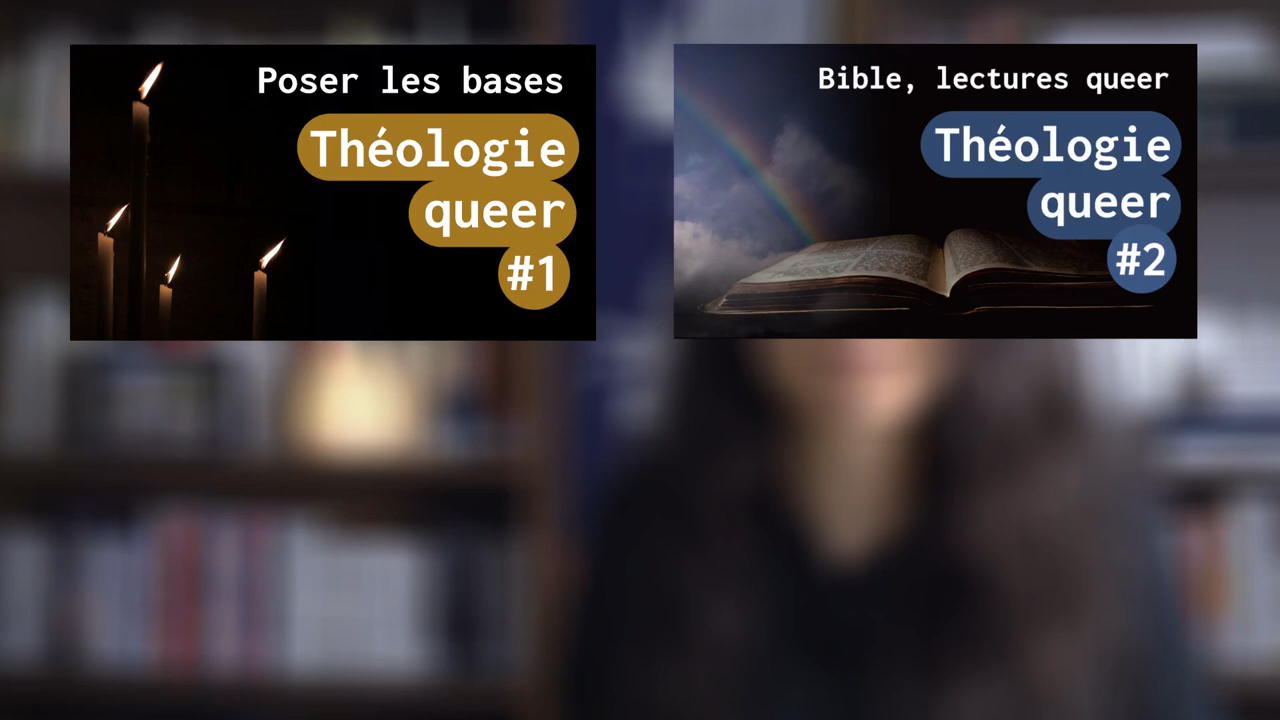 Poser les bases
Théologie
queer
#1
Bible, lectures queer
Théologie
queer
#2